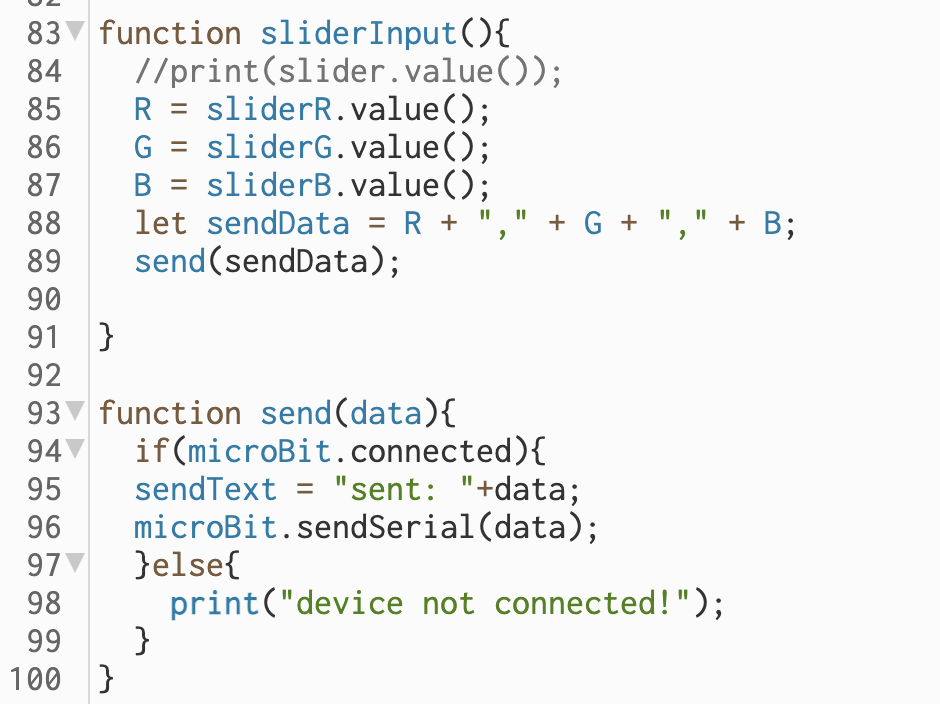 82
83 function sliderInput(){
84 //print(slider.value());
85 R = sliderR.value();
86 G = sliderG.value();
87 B = sliderB.value();
88 let sendData = R + "," + G + "," + B;
89 send(sendData);
90
91 }
92
93 function send(data){
94 if(microBit.connected){
95 sendText = "sent: "+data;
96 microBit.sendSerial(data);
97 }else{
98 print("device not connected!");
99 }
100 }